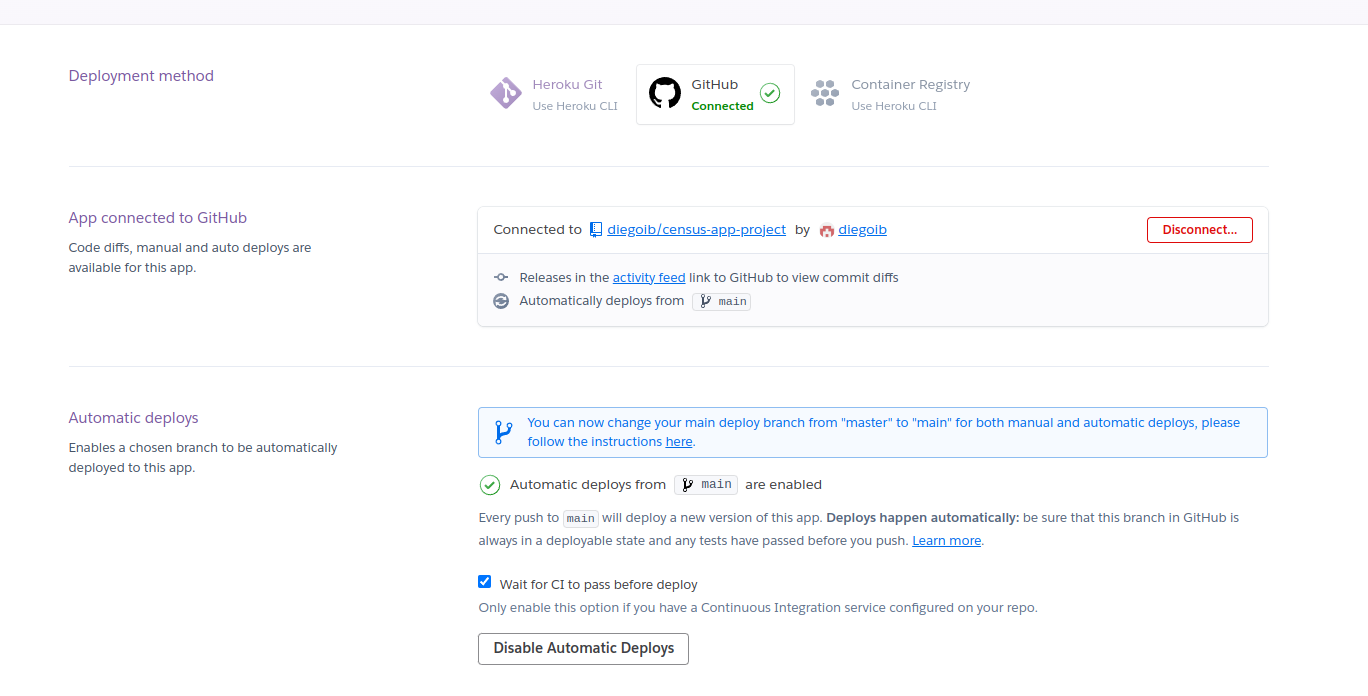 Deployment method
Heroku Git
Use Heroku CLI
GitHub
Connected
Container Registry
Use Heroku CLI
App connected to GitHub
Code diffs, manual and auto deploys are
available for this app.
Connected to diegoib/census-app-project by diegoib
Disconnect...
Releases in the activity feed link to GitHub to view commit diffs
Automatically deploys from main
Automatic deploys
Enables a chosen branch to be automatically
deployed to this app.
You can now change your main deploy branch from "master" to "main" for both manual and automatic deploys, please
follow the instructions here.
Automatic deploys from main are enabled
Every push to main will deploy a new version of this app. Deploys happen automatically: be sure that this branch in GitHub is
always in a deployable state and any tests have passed before you push. Learn more.
Wait for CI to pass before deploy
Only enable this option if you have a Continuous Integration service configured on your repo.
Disable Automatic Deploys